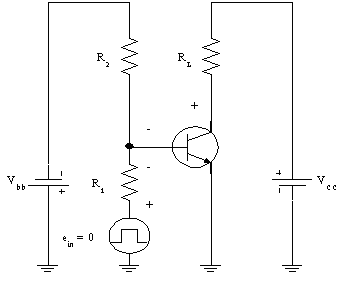 R2
RL
+
-
-
Vbb
-
+
R1
+
ein = 0
+
-
Vcc